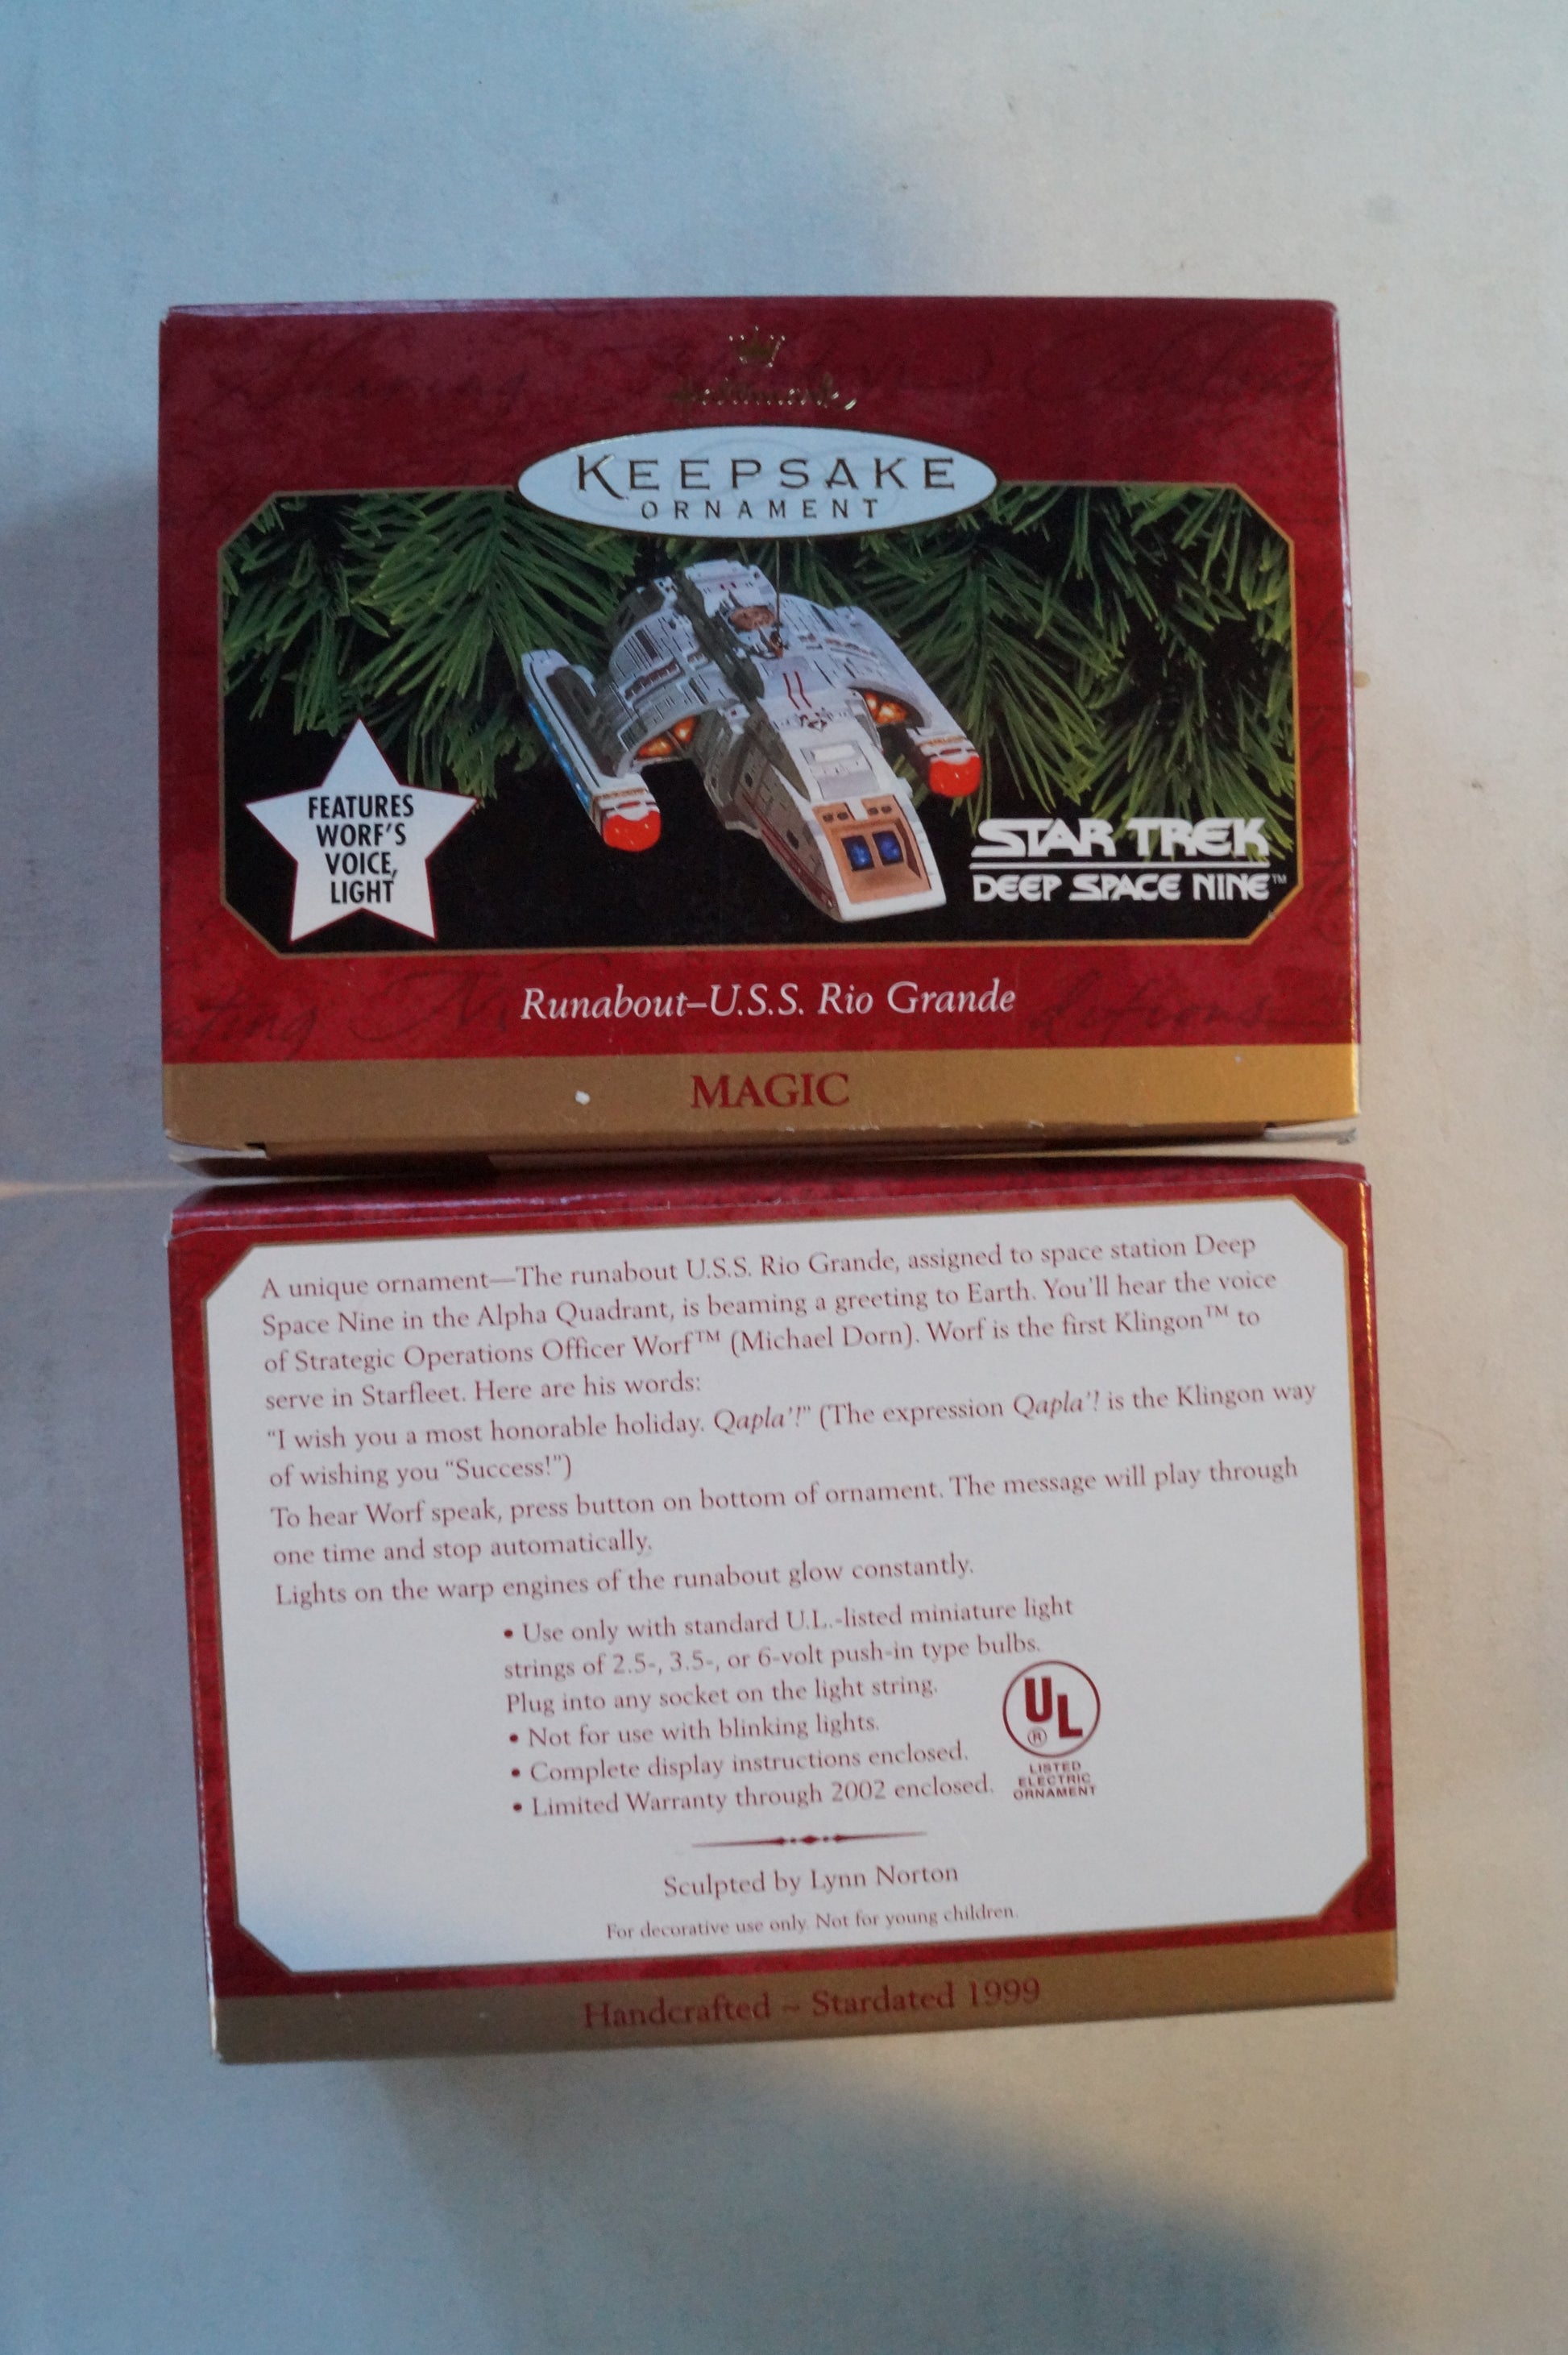 Hallmark
KEEPSAKE
ORNAMENT
FEATURES
WORF'S
VOICE,
LIGHT
STAR TREK
DEEP SPACE NINE™
Runabout–U.S.S. Rio Grande
MAGIC
A unique ornament—The runabout U.S.S. Rio Grande, assigned to space station Deep
Space Nine in the Alpha Quadrant, is beaming a greeting to Earth. You'll hear the voice
of Strategic Operations Officer Worf™ (Michael Dorn). Worf is the first Klingon™ to
serve in Starfleet. Here are his words:
“I wish you a most honorable holiday. Qapla'!” (The expression Qapla'! is the Klingon way
of wishing you “Success!”)
To hear Worf speak, press button on bottom of ornament. The message will play through
one time and stop automatically.
Lights on the warp engines of the runabout glow constantly.
• Use only with standard U.L.-listed miniature light
strings of 2.5-, 3.5-, or 6-volt push-in type bulbs.
Plug into any socket on the light string.
• Not for use with blinking lights.
• Complete display instructions enclosed.
• Limited Warranty through 2002 enclosed.
UL
®
LISTED
ELECTRIC
ORNAMENT
Sculpted by Lynn Norton
For decorative use only. Not for young children.
Handcrafted ~ Stardated 1999